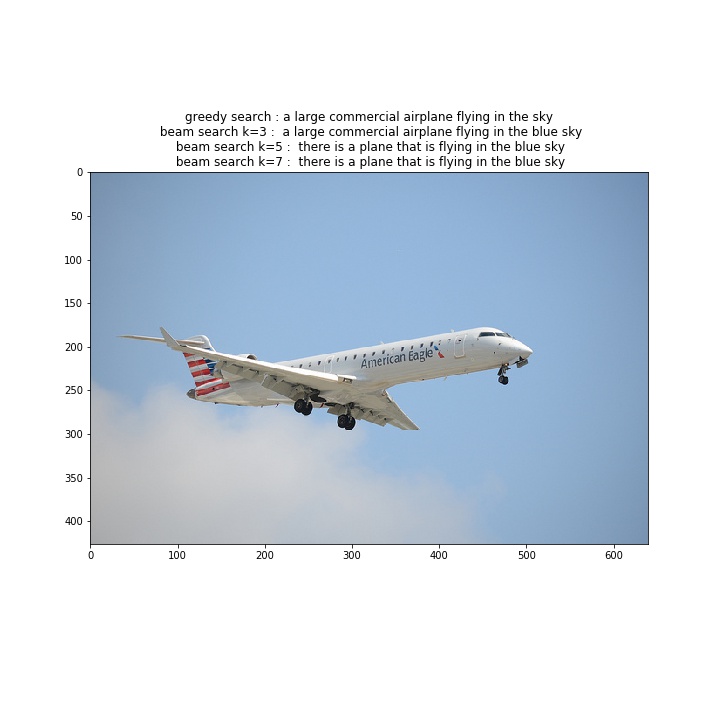 greedy search : a large commercial airplane flying in the sky
beam search k=3 :  a large commercial airplane flying in the blue sky
beam search k=5 :  there is a plane that is flying in the blue sky
beam search k=7 :  there is a plane that is flying in the blue sky
0
50
100
150
200
250
300
350
400
American Eagle
0 100 200 300 400 500 600